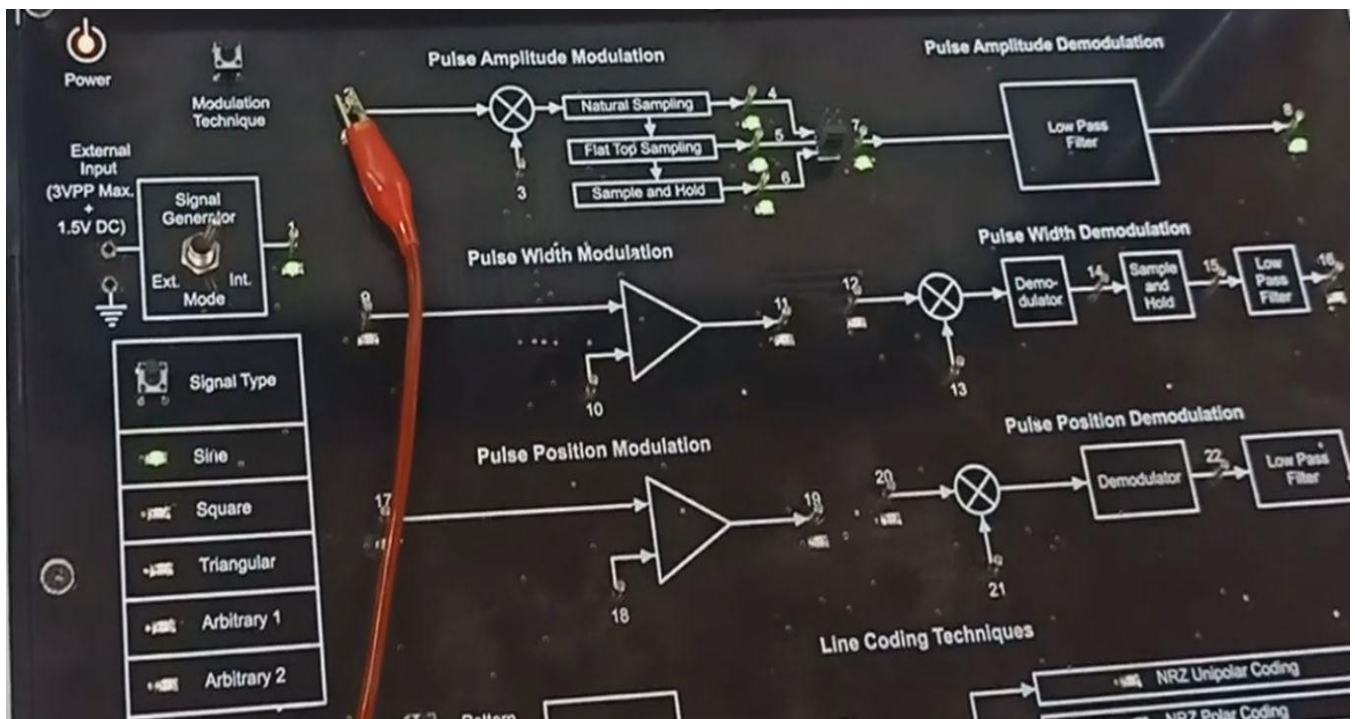 Power
Modulation
Technique
External
Input
(3VPP Max.
+
1.5V DC)
Signal
Generator
Ext.
Int.
Mode
1
Signal Type
Sine
Square
Triangular
Arbitrary 1
Arbitrary 2
Pulse Amplitude Modulation
3
Natural Sampling
Flat Top Sampling
Sample and Hold
4
5
6
7
Pulse Amplitude Demodulation
Low Pass
Filter
8
Pulse Width Modulation
9
10
11
Pulse Width Demodulation
12
13
Demo-
dulator
14
Sample
and
Hold
15
Low
Pass
Filter
16
Pulse Position Modulation
17
18
19
Pulse Position Demodulation
20
21
Demodulator
22
Low Pass
Filter
Line Coding Techniques
NRZ Unipolar Coding
NRZ Polar Coding
Pattern